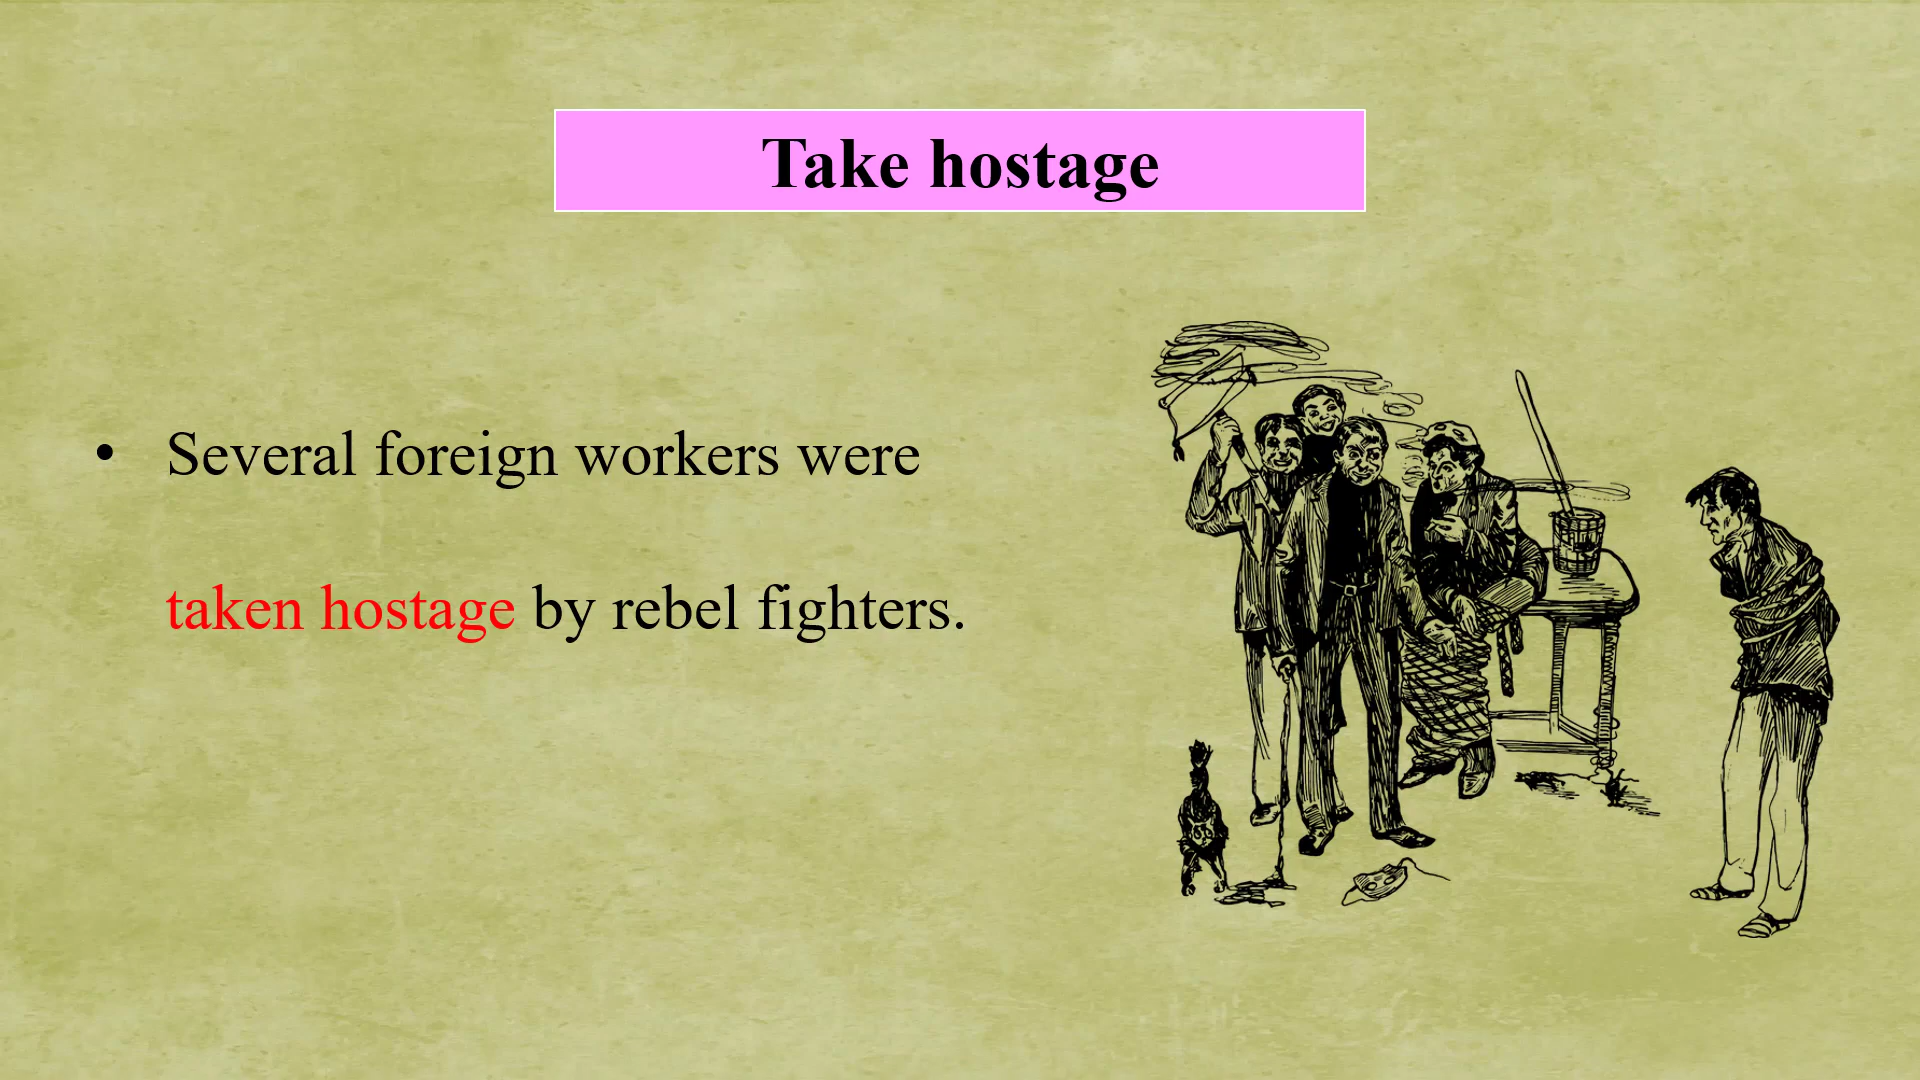 Take hostage
• Several foreign workers were
taken hostage by rebel fighters.